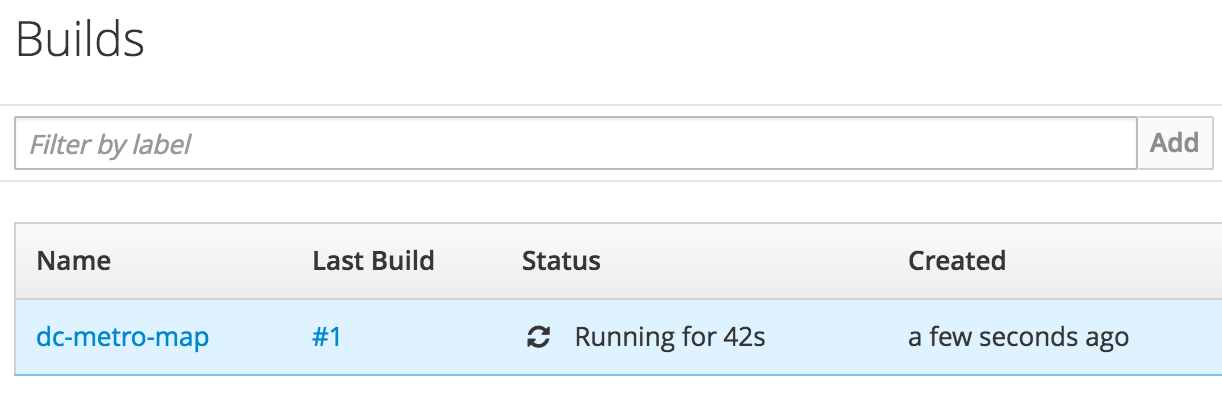 Builds
Filter by label Add
Name Last Build Status Created
dc-metro-map #1 Running for 42s a few seconds ago